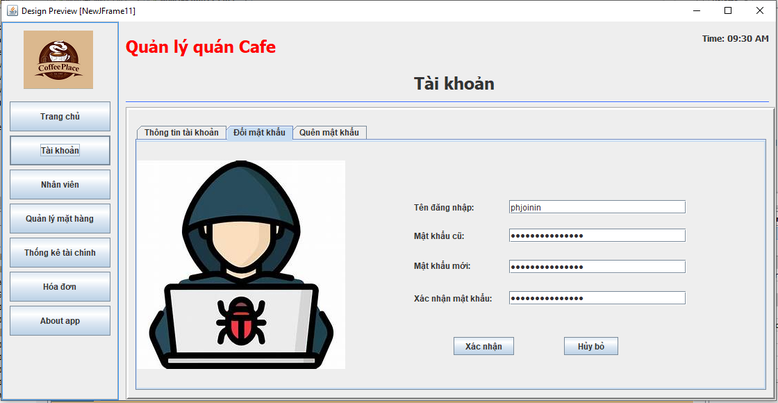 Design Preview [NewJFrame11]
Quản lý quán Cafe
Time: 09:30 AM
Coffee Place
Tài khoản
Trang chủ
Tài khoản
Nhân viên
Quản lý mặt hàng
Thống kê tài chính
Hóa đơn
About app
Thông tin tài khoản
Đổi mật khẩu
Quên mật khẩu
Tên đăng nhập: phjoinin
Mật khẩu cũ: ●●●●●●●●●●●●●●●
Mật khẩu mới: ●●●●●●●●●●●●●●●
Xác nhận mật khẩu: ●●●●●●●●●●●●●●●
Xác nhận
Hủy bỏ